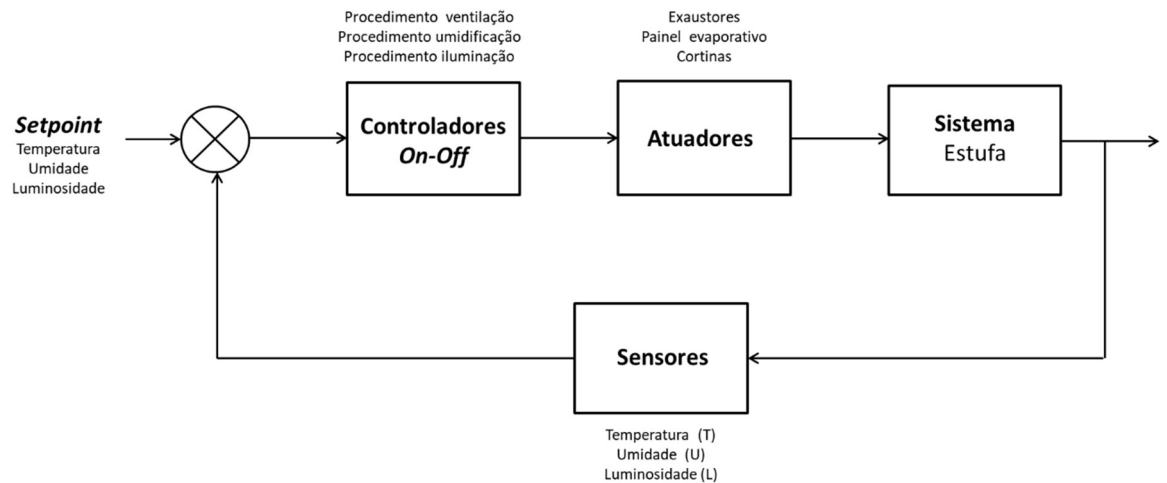 Procedimento ventilação
Procedimento umidificação
Procedimento iluminação
Exaustores
Painel evaporativo
Cortinas
Setpoint
Temperatura
Umidade
Luminosidade
Controladores
On-Off
Atuadores
Sistema
Estufa
Sensores
Temperatura (T)
Umidade (U)
Luminosidade (L)